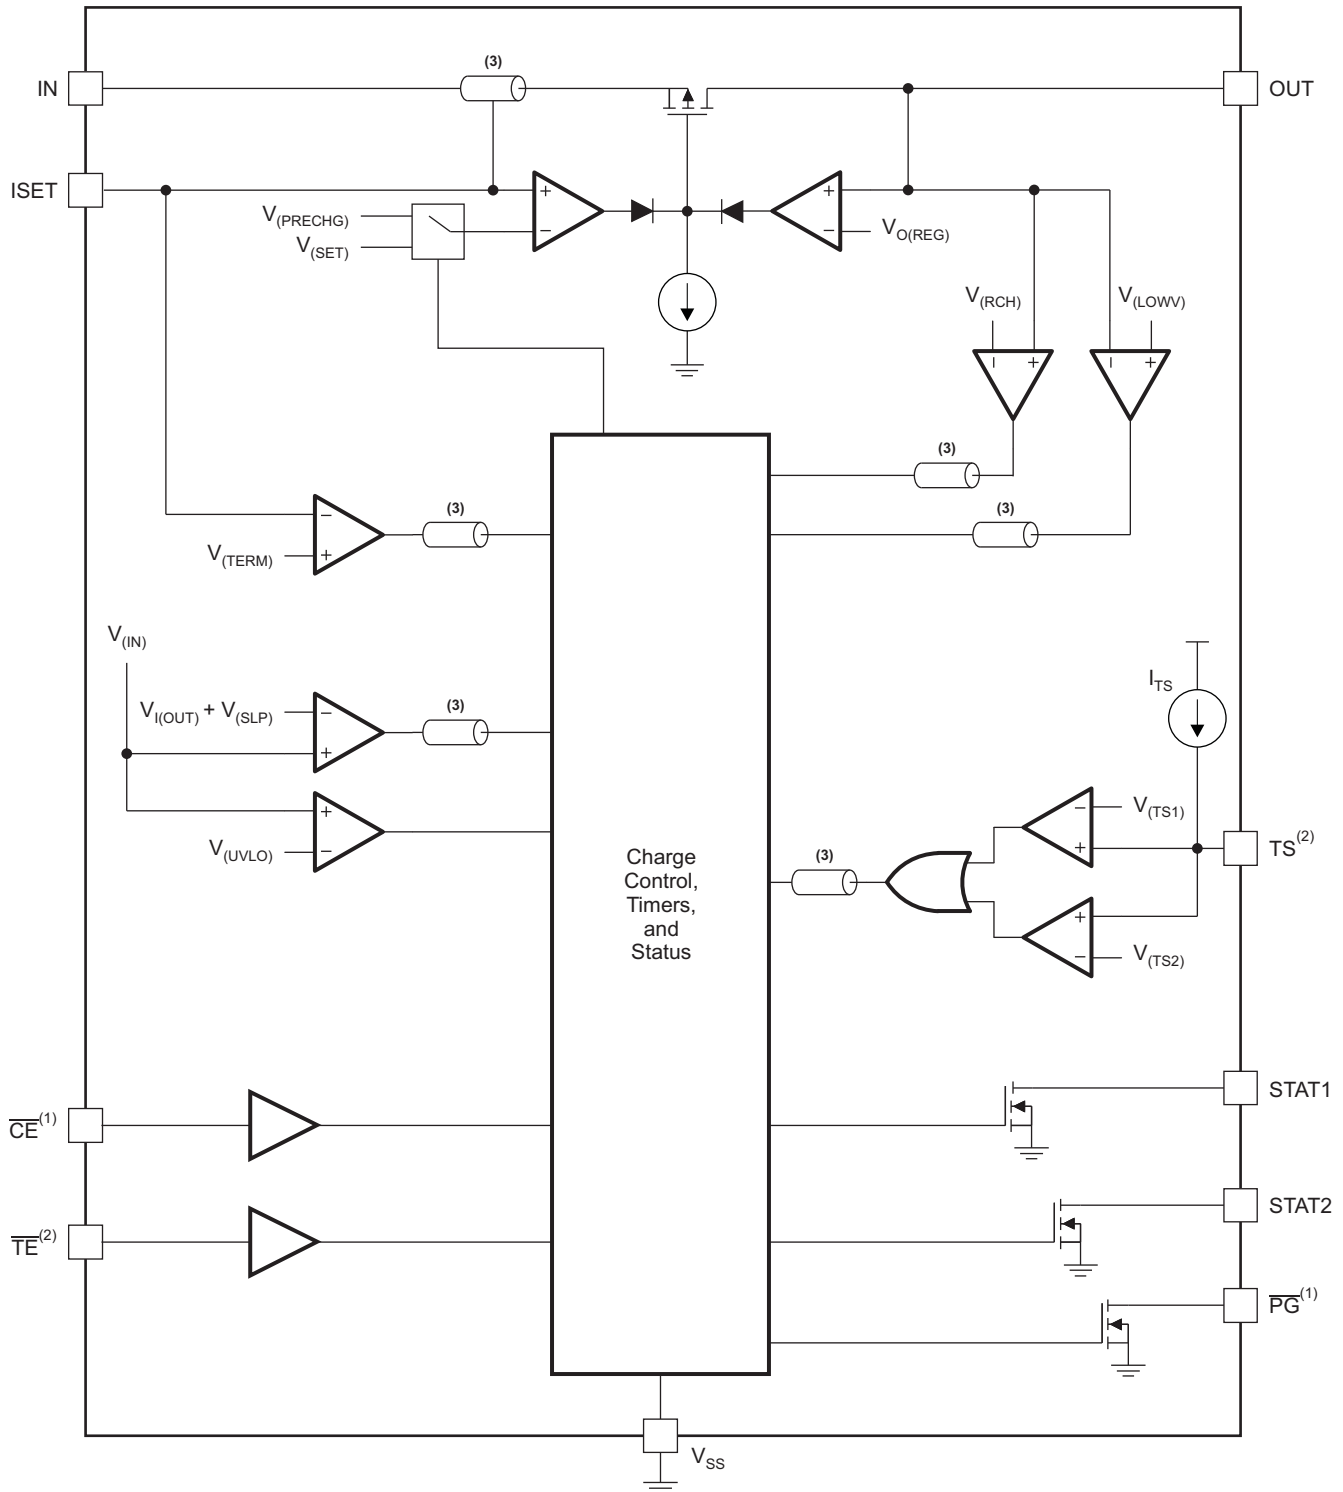 (3)
IN
OUT
ISET
+
+
V(PRECHG)
V(SET)
−
−
VO(REG)
V(RCH)
V(LOWV)
− +
− +
(3)
(3)
(3)
−
V(TERM)
+
V(IN)
ITS
VI(OUT) + V(SLP)
−
(3)
+
+
V(UVLO)
−
−
V(TS1)
+
TS(2)
(3)
Charge
Control,
Timers,
and
Status
+
−
V(TS2)
STAT1
CE(1)
STAT2
TE(2)
PG(1)
VSS